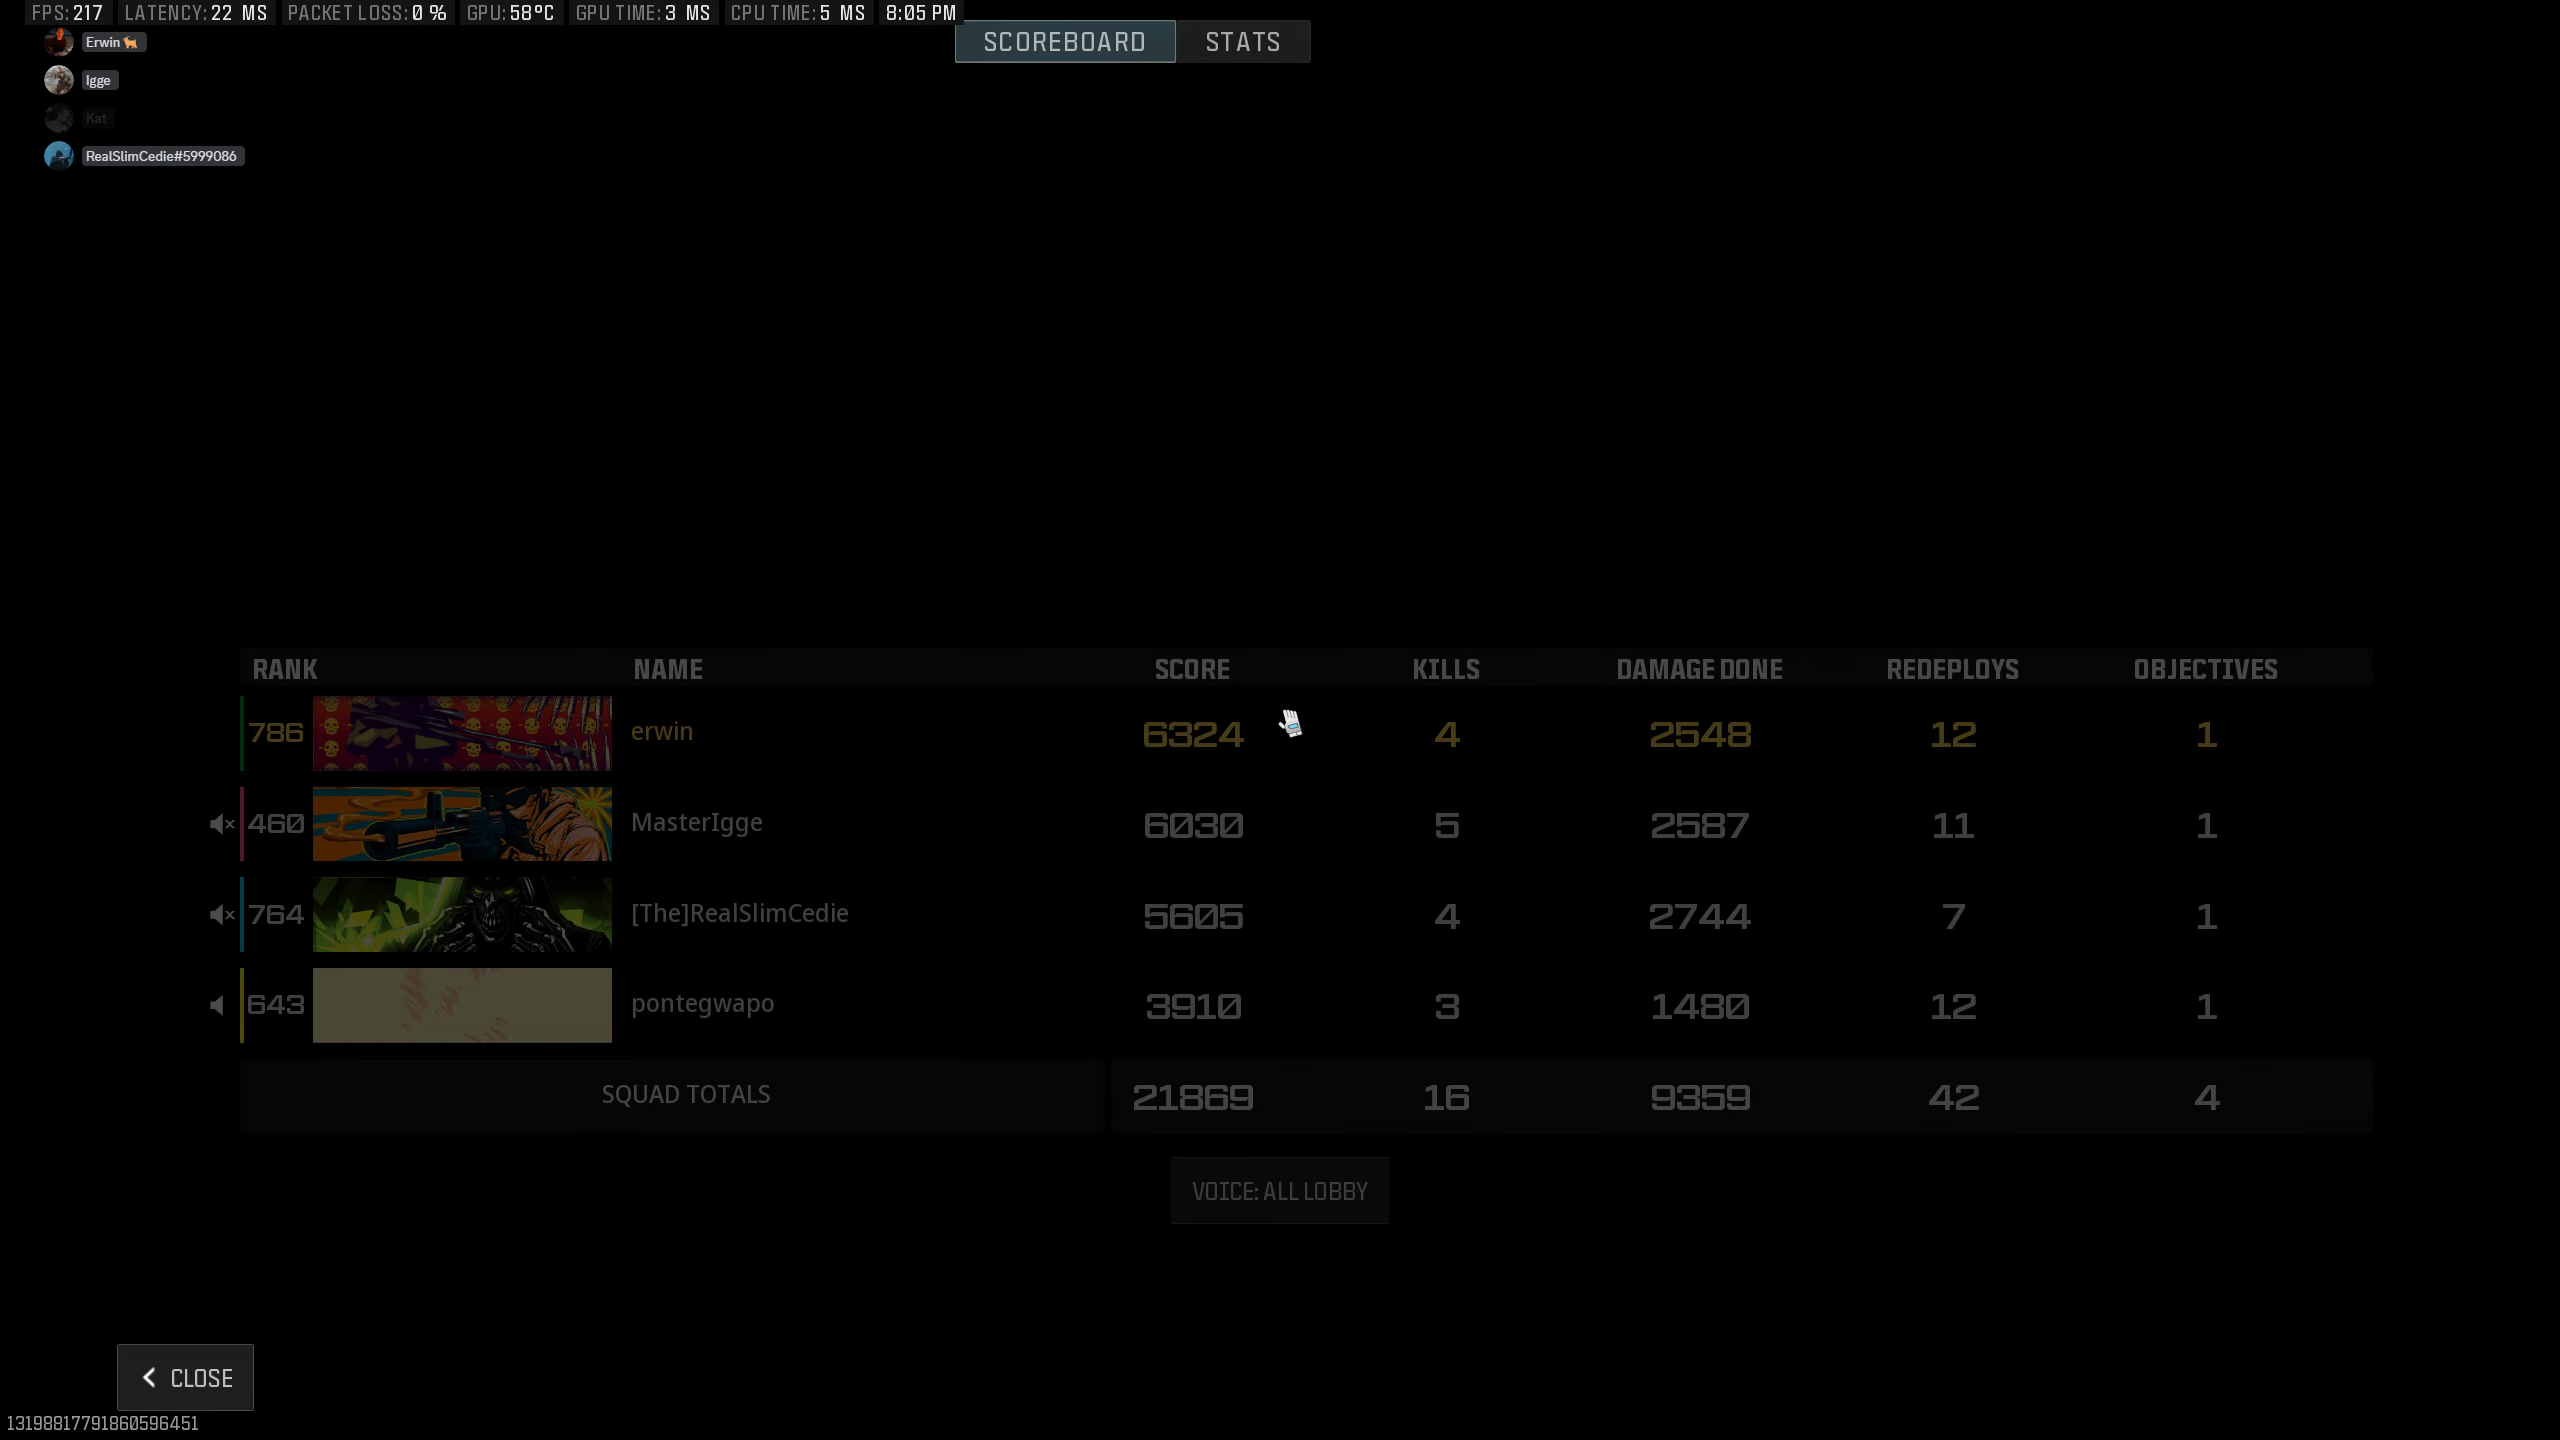 FPS: 217 LATENCY: 22 MS PACKET LOSS: 0 % GPU: 58°C GPU TIME: 3 MS CPU TIME: 5 MS 8:05 PM
SCOREBOARD STATS
Erwin 🐕
Igge
Kat
RealSlimCedie#5999086
RANK NAME SCORE KILLS DAMAGE DONE REDEPLOYS OBJECTIVES
786 erwin 6324 4 2548 12 1
460 MasterIgge 6030 5 2587 11 1
764 [The]RealSlimCedie 5605 4 2744 7 1
643 pontegwapo 3910 3 1480 12 1
SQUAD TOTALS 21869 16 9359 42 4
VOICE: ALL LOBBY
CLOSE
13198817791860596451